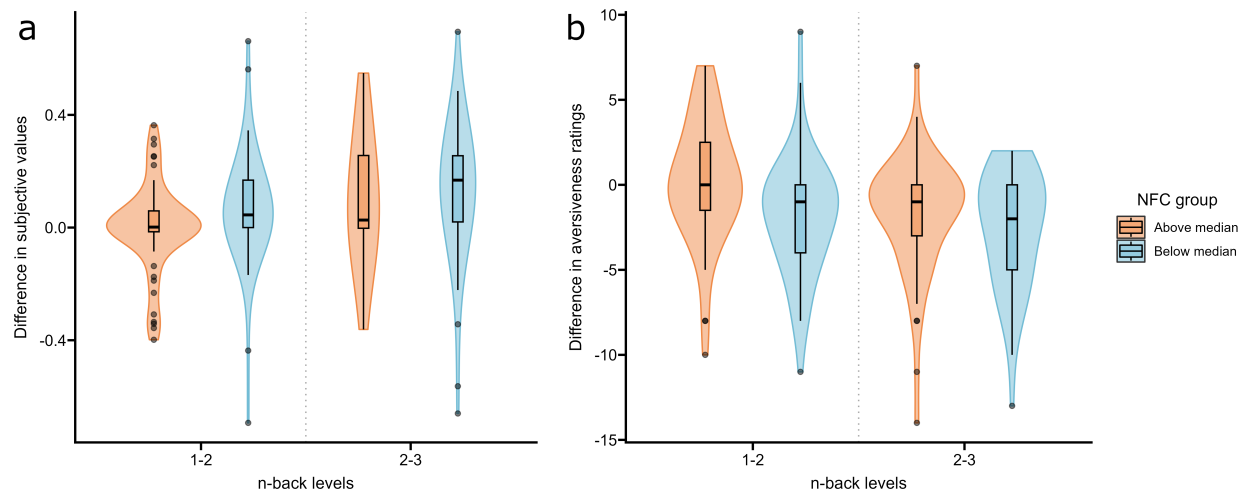 a
Difference in subjective values
0.4
0.0
-0.4
1-2
2-3
n-back levels
b
Difference in aversiveness ratings
10
5
0
-5
-10
-15
1-2
2-3
n-back levels
NFC group
Above median
Below median